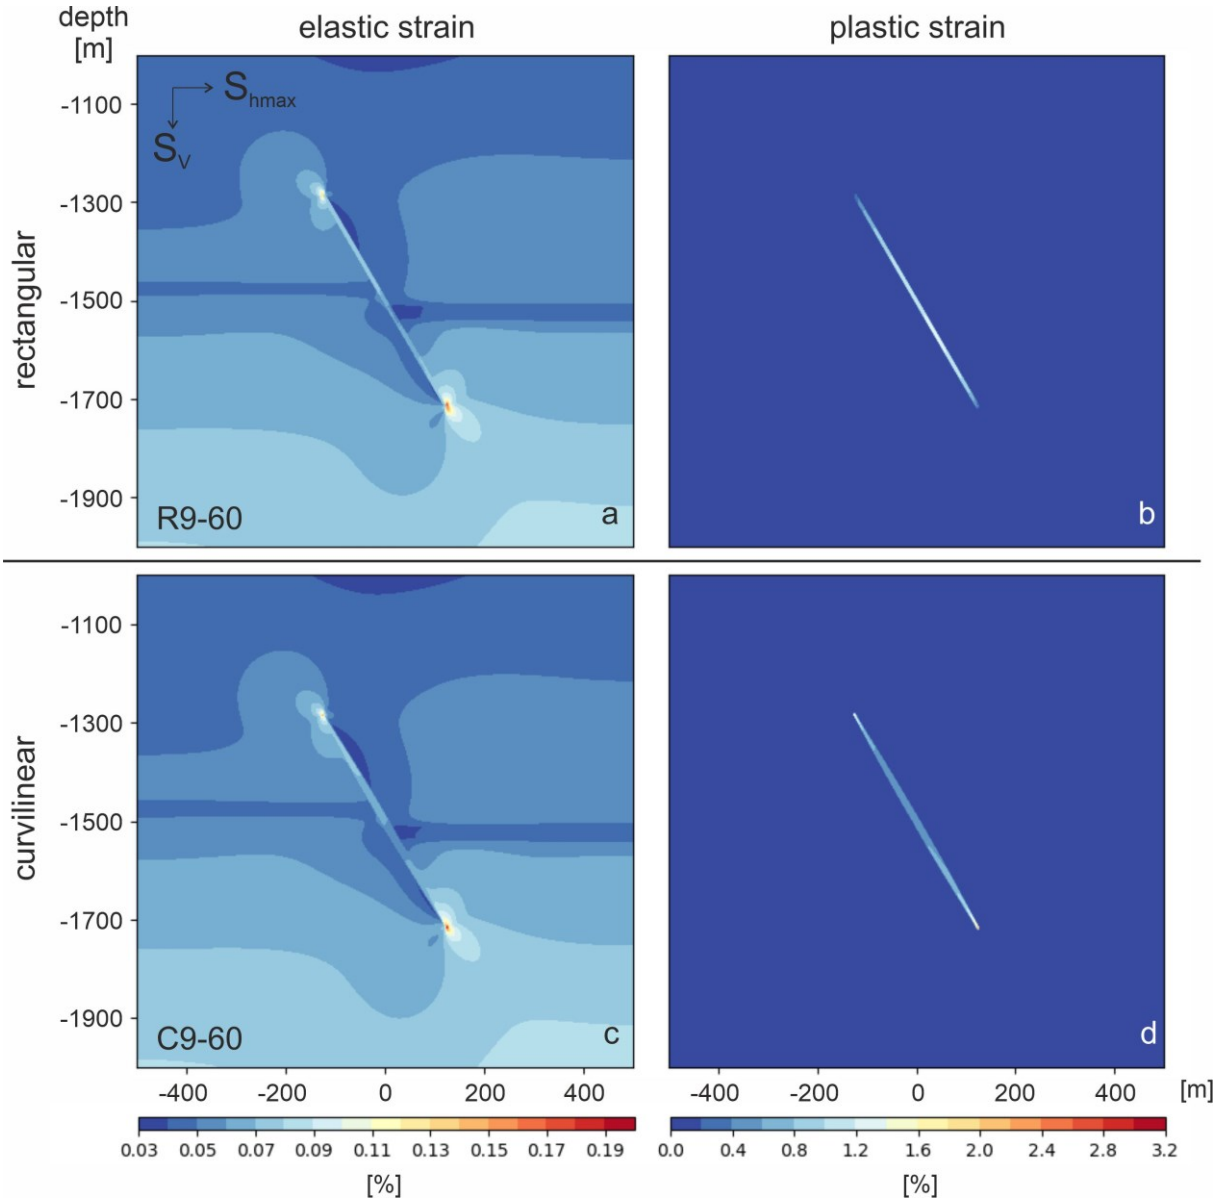 depth
[m]
elastic strain
plastic strain
rectangular
-1100
-1300
-1500
-1700
-1900
Shmax
SV
R9-60
a
b
curvilinear
-1100
-1300
-1500
-1700
-1900
C9-60
c
d
-400 -200 0 200 400
-400 -200 0 200 400 [m]
0.03 0.05 0.07 0.09 0.11 0.13 0.15 0.17 0.19
0.0 0.4 0.8 1.2 1.6 2.0 2.4 2.8 3.2
[%]
[%]